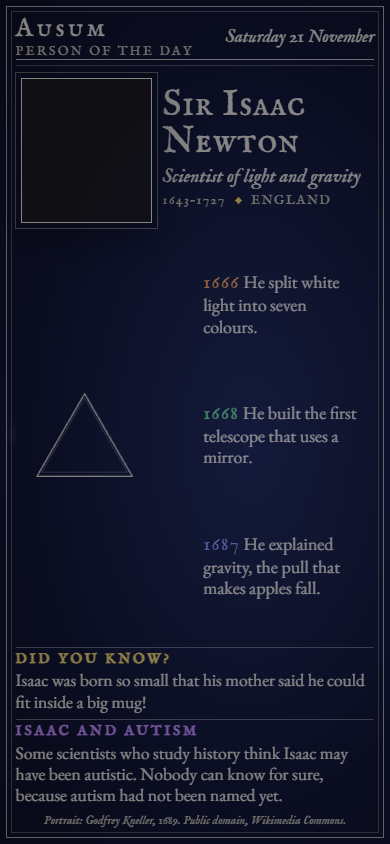 Ausum
PERSON OF THE DAY
Saturday 21 November
Sir Isaac
Newton
Scientist of light and gravity
1643–1727 ◆ ENGLAND
1666 He split white
light into seven
colours.
1668 He built the first
telescope that uses a
mirror.
1687 He explained
gravity, the pull that
makes apples fall.
DID YOU KNOW?
Isaac was born so small that his mother said he could
fit inside a big mug!
ISAAC AND AUTISM
Some scientists who study history think Isaac may
have been autistic. Nobody can know for sure,
because autism had not been named yet.
Portrait: Godfrey Kneller, 1689. Public domain, Wikimedia Commons.